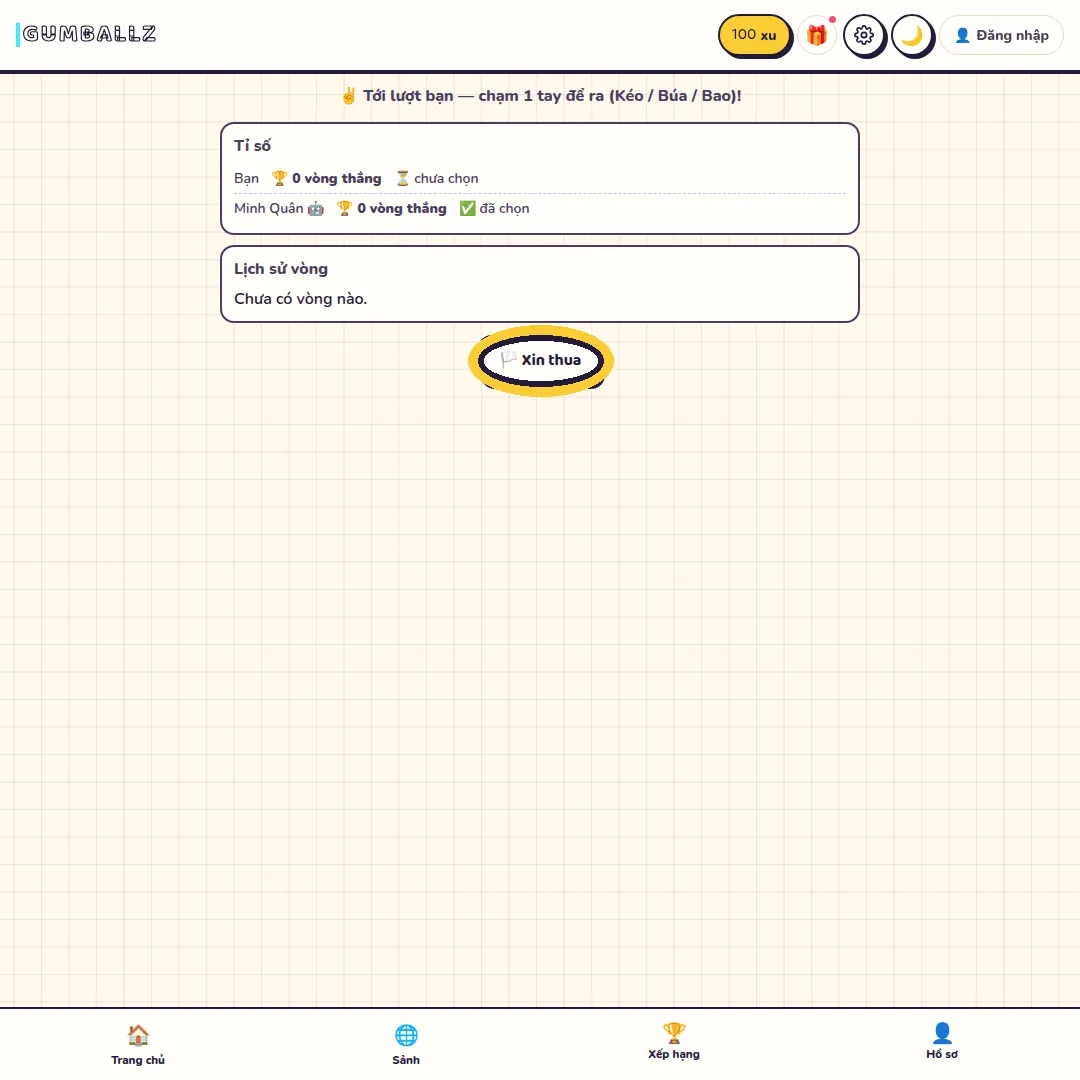 GUMBALLZ
100 xu
Đăng nhập
Tới lượt bạn — chạm 1 tay để ra (Kéo / Búa / Bao)!
Tỉ số
Bạn 0 vòng thắng chưa chọn
Minh Quân 0 vòng thắng đã chọn
Lịch sử vòng
Chưa có vòng nào.
Xin thua
Trang chủ Sảnh Xếp hạng Hồ sơ